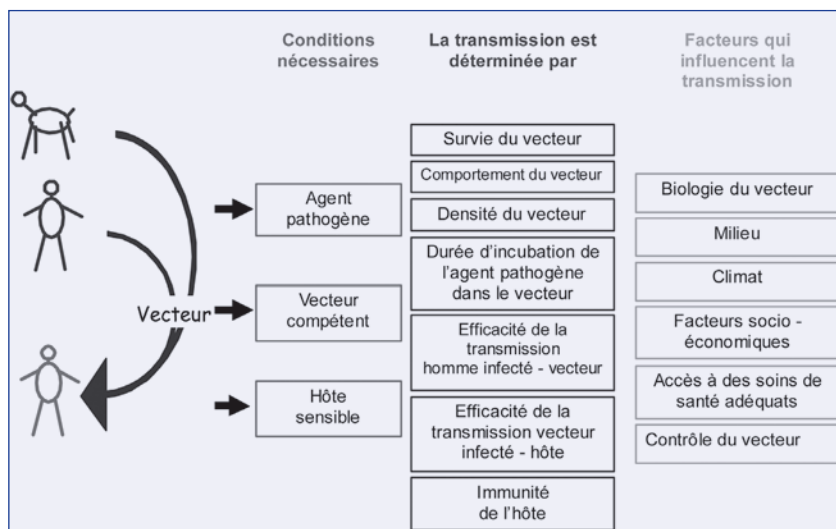 Conditions
nécessaires
La transmission est
déterminée par
Facteurs qui
influencent la
transmission
Vecteur
Agent
pathogène
Vecteur
compétent
Hôte
sensible
Survie du vecteur
Comportement du vecteur
Densité du vecteur
Durée d'incubation de
l'agent pathogène
dans le vecteur
Efficacité de la
transmission
homme infecté - vecteur
Efficacité de la
transmission vecteur
infecté - hôte
Immunité
de l'hôte
Biologie du vecteur
Milieu
Climat
Facteurs socio -
économiques
Accès à des soins de
santé adéquats
Contrôle du vecteur